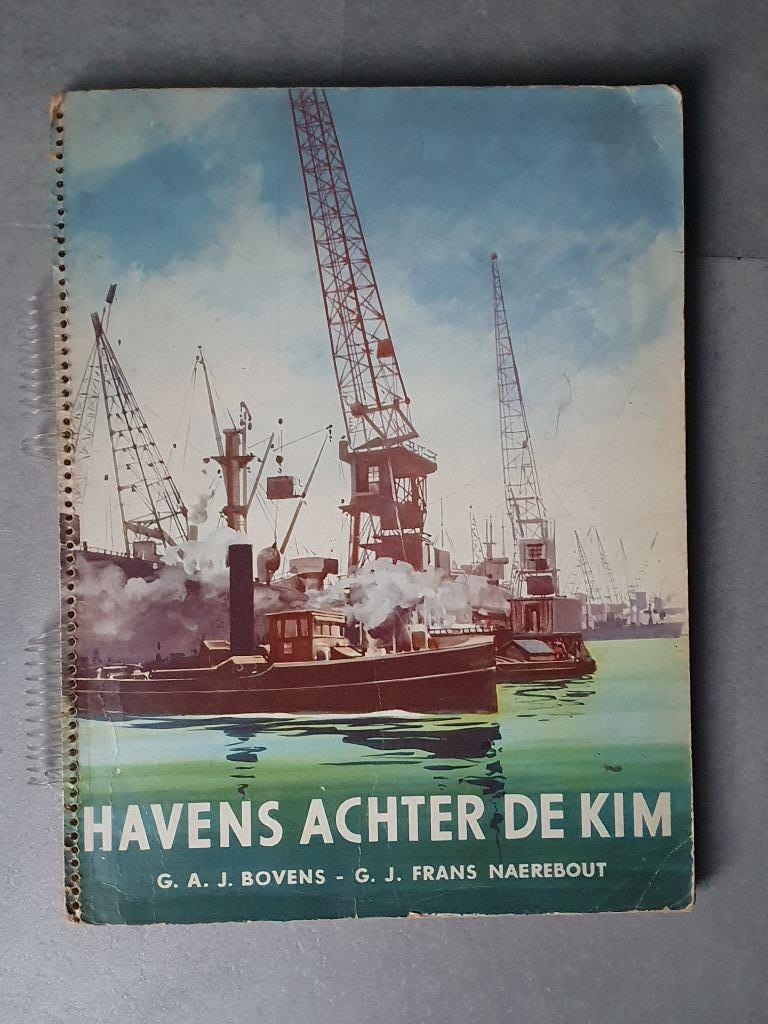 HAVENS ACHTER DE KIM
G. A. J. BOVENS - G. J. FRANS NAEREBOUT